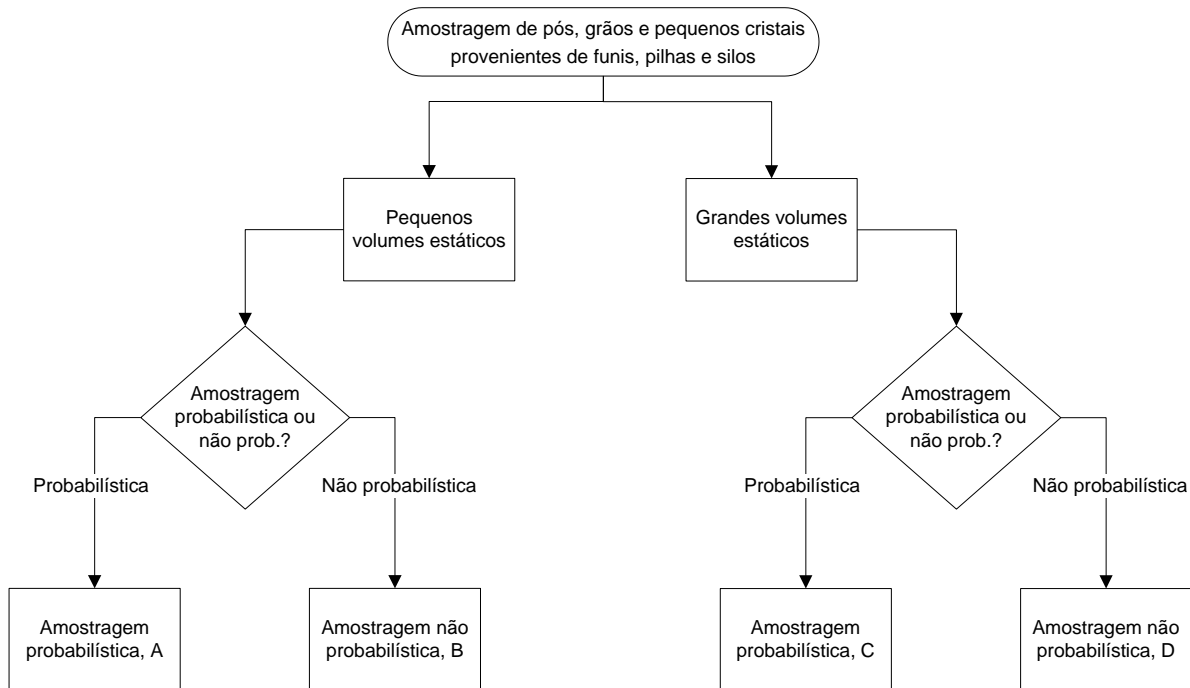 Amostragem de pós, grãos e pequenos cristais
provenientes de funis, pilhas e silos
Pequenos
volumes estáticos
Grandes volumes
estáticos
Amostragem
probabilística ou
não prob.?
Amostragem
probabilística ou
não prob.?
Probabilística
Não probabilística
Probabilística
Não probabilística
Amostragem
probabilística, A
Amostragem não
probabilística, B
Amostragem
probabilística, C
Amostragem não
probabilística, D